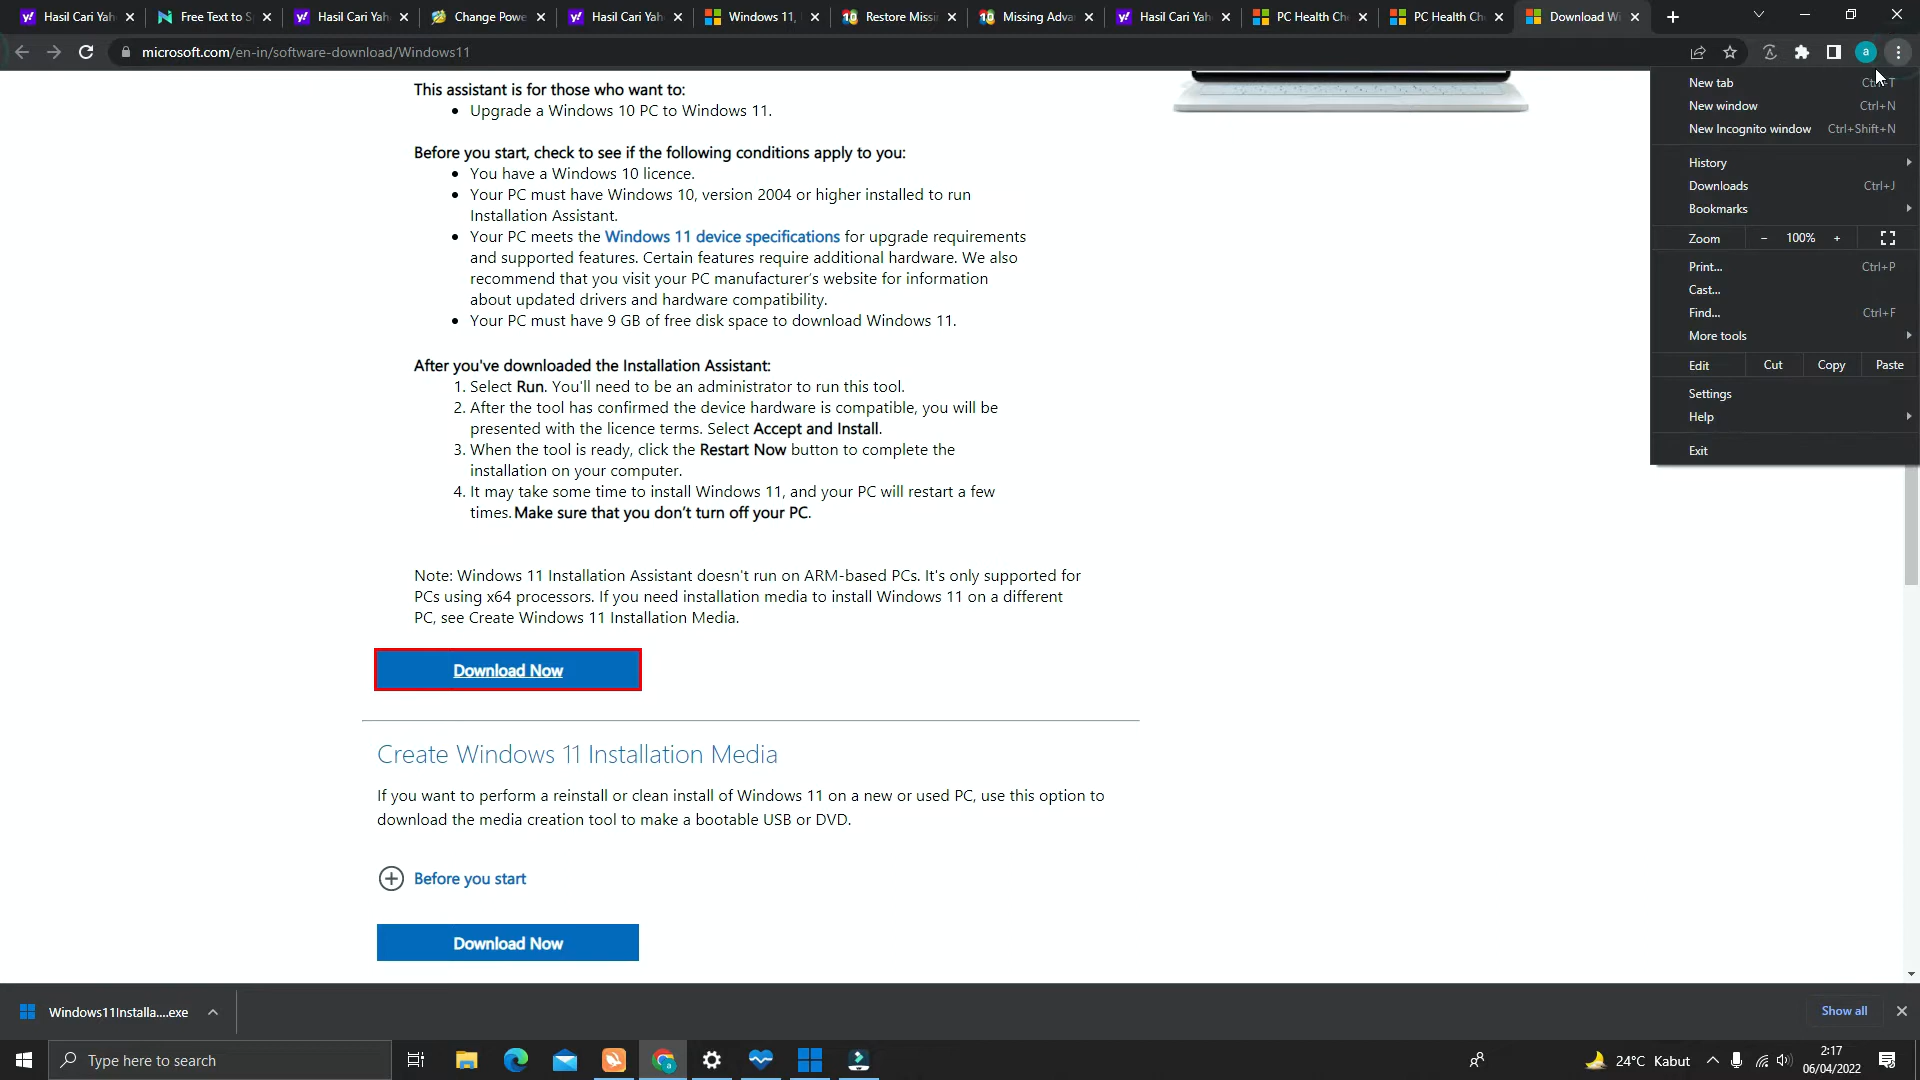 Hasil Cari Yah
Free Text to S
Hasil Cari Yah
Change Powe
Hasil Cari Yah
Windows 11,
Restore Missi
Missing Adva
Hasil Cari Yah
PC Health Ch
PC Health Ch
Download Wi
microsoft.com/en-in/software-download/Windows11
a
This assistant is for those who want to:
• Upgrade a Windows 10 PC to Windows 11.
Before you start, check to see if the following conditions apply to you:
• You have a Windows 10 licence.
• Your PC must have Windows 10, version 2004 or higher installed to run
Installation Assistant.
• Your PC meets the Windows 11 device specifications for upgrade requirements
and supported features. Certain features require additional hardware. We also
recommend that you visit your PC manufacturer's website for information
about updated drivers and hardware compatibility.
• Your PC must have 9 GB of free disk space to download Windows 11.
After you've downloaded the Installation Assistant:
1. Select Run. You'll need to be an administrator to run this tool.
2. After the tool has confirmed the device hardware is compatible, you will be
presented with the licence terms. Select Accept and Install.
3. When the tool is ready, click the Restart Now button to complete the
installation on your computer.
4. It may take some time to install Windows 11, and your PC will restart a few
times. Make sure that you don't turn off your PC.
Note: Windows 11 Installation Assistant doesn't run on ARM-based PCs. It's only supported for
PCs using x64 processors. If you need installation media to install Windows 11 on a different
PC, see Create Windows 11 Installation Media.
Download Now
Create Windows 11 Installation Media
If you want to perform a reinstall or clean install of Windows 11 on a new or used PC, use this option to
download the media creation tool to make a bootable USB or DVD.
Before you start
Download Now
New tab Ctrl+T
New window Ctrl+N
New Incognito window Ctrl+Shift+N
History
Downloads Ctrl+J
Bookmarks
Zoom - 100% +
Print... Ctrl+P
Cast...
Find... Ctrl+F
More tools
Edit Cut Copy Paste
Settings
Help
Exit
Windows11Installa....exe
Show all
Type here to search
24°C Kabut
2:17
06/04/2022